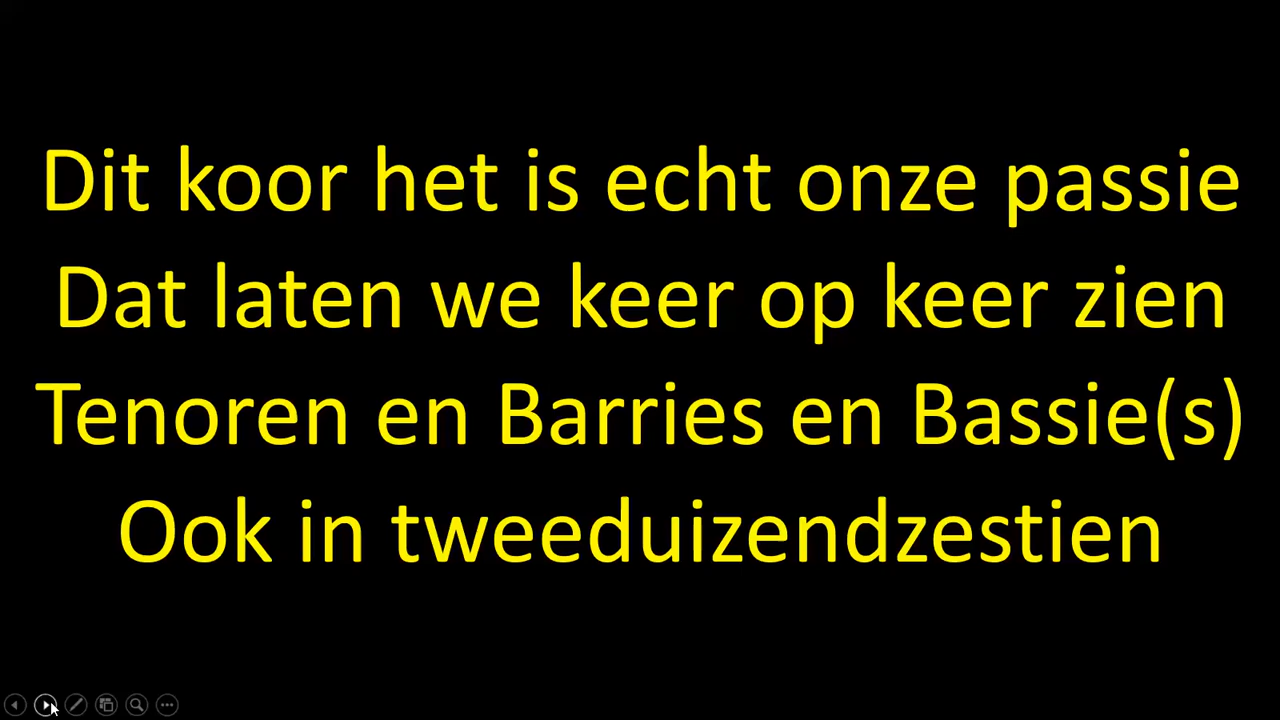 Dit koor het is echt onze passie
Dat laten we keer op keer zien
Tenoren en Barries en Bassie(s)
Ook in tweeduizendzestien